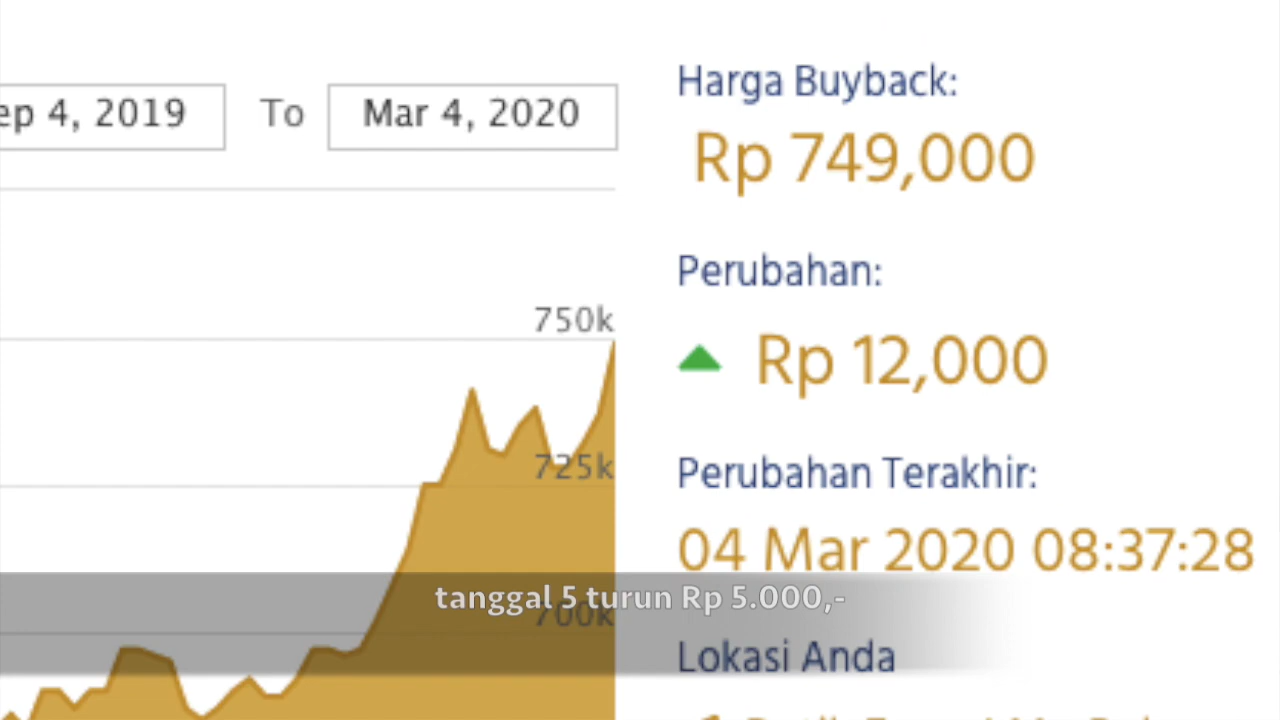 ep 4, 2019 To Mar 4, 2020
Harga Buyback:
Rp 749,000
Perubahan:
Rp 12,000
Perubahan Terakhir:
04 Mar 2020 08:37:28
Lokasi Anda
750k
725k
700k
tanggal 5 turun Rp 5.000,-